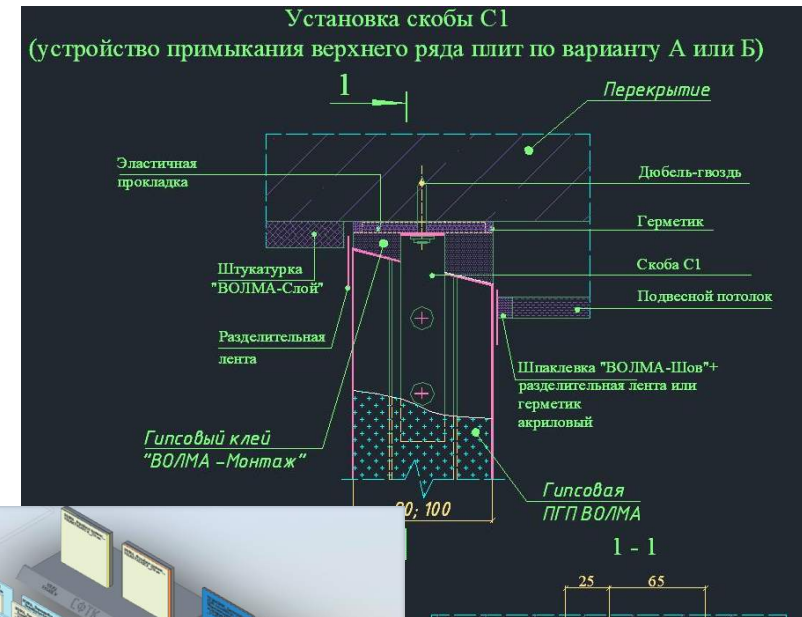 Установка скобы С1
(устройство примыкания верхнего ряда плит по варианту А или Б)
1
Перекрытие
Эластичная
прокладка
Дюбель-гвоздь
Герметик
Штукатурка
"ВОЛМА-Слой"
Скоба С1
Подвесной потолок
Разделительная
лента
Шпаклевка "ВОЛМА-Шов"+
разделительная лента или
герметик
акриловый
Гипсовый клей
"ВОЛМА –Монтаж"
Гипсовая
ПГП ВОЛМА
80; 100
1 - 1
25 65